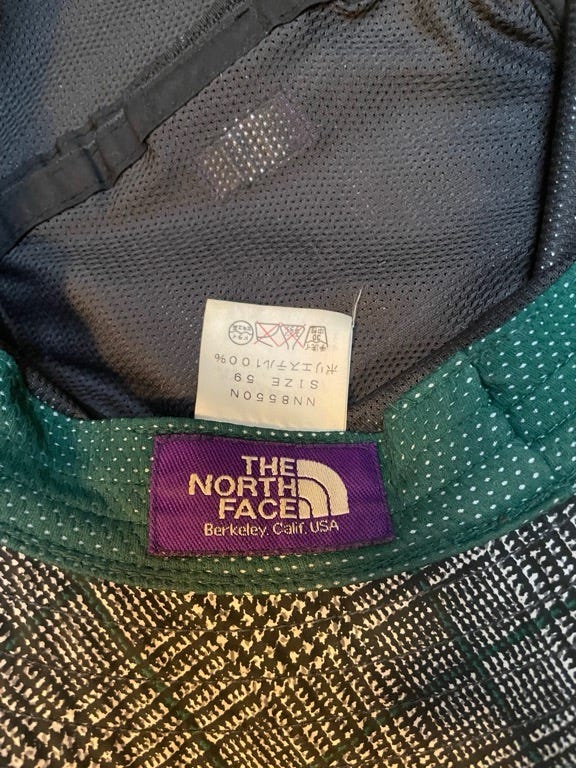 NN8550N
SIZE 59
ポリエステル100%
THE
NORTH
FACE
Berkeley, Calif. USA